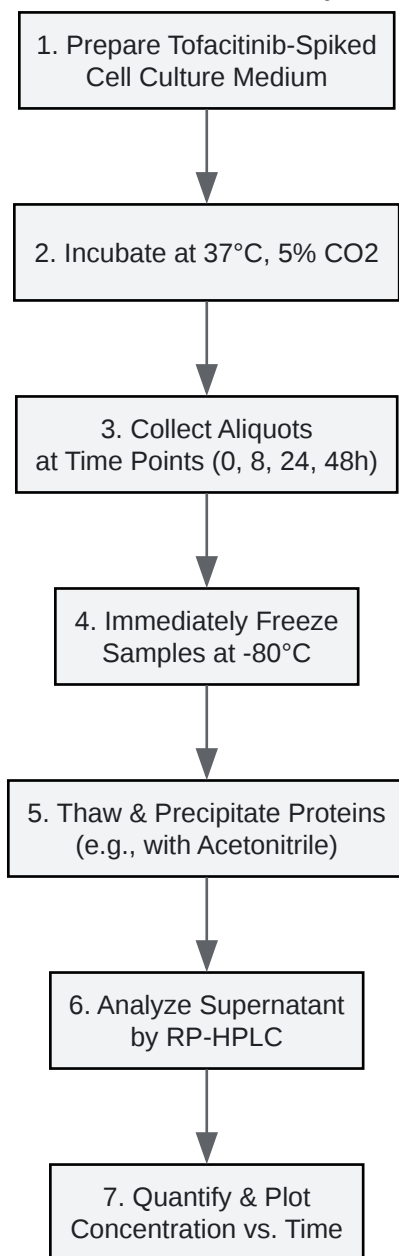 1. Prepare Tofacitinib-Spiked
Cell Culture Medium
2. Incubate at 37°C, 5% CO2
3. Collect Aliquots
at Time Points (0, 8, 24, 48h)
4. Immediately Freeze
Samples at -80°C
5. Thaw & Precipitate Proteins
(e.g., with Acetonitrile)
6. Analyze Supernatant
by RP-HPLC
7. Quantify & Plot
Concentration vs. Time